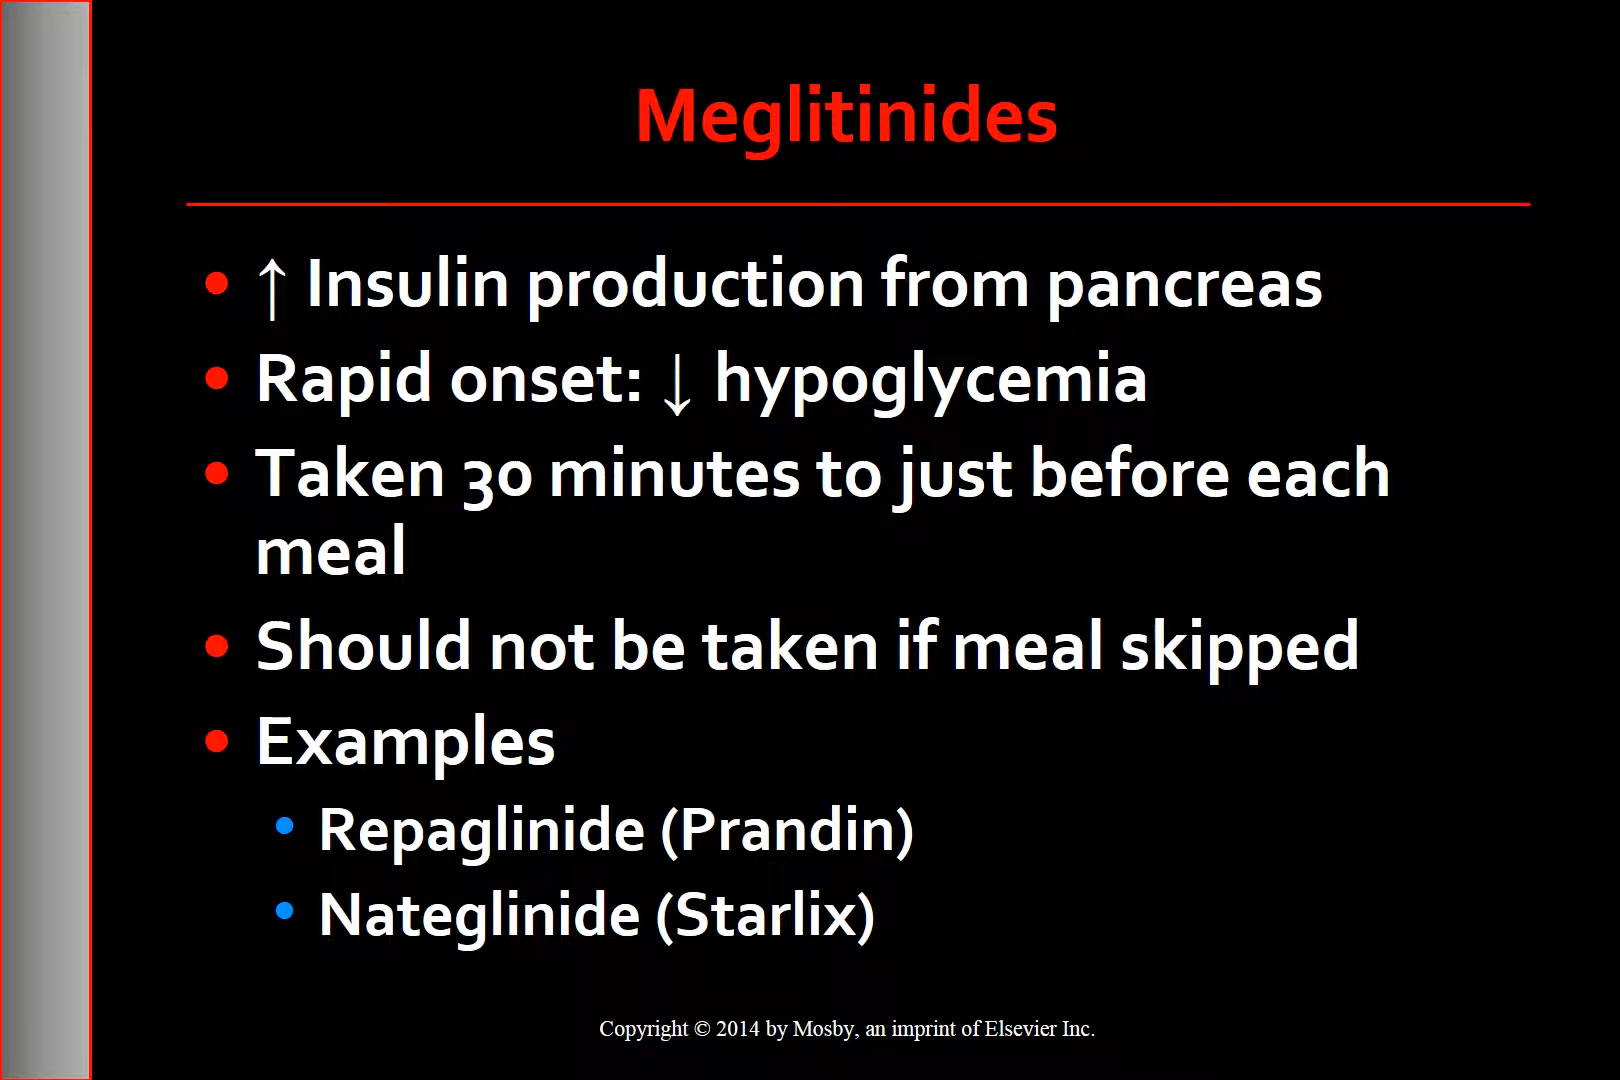 Meglitinides
• ↑ Insulin production from pancreas
• Rapid onset: ↓ hypoglycemia
• Taken 30 minutes to just before each
meal
• Should not be taken if meal skipped
• Examples
• Repaglinide (Prandin)
• Nateglinide (Starlix)
Copyright © 2014 by Mosby, an imprint of Elsevier Inc.